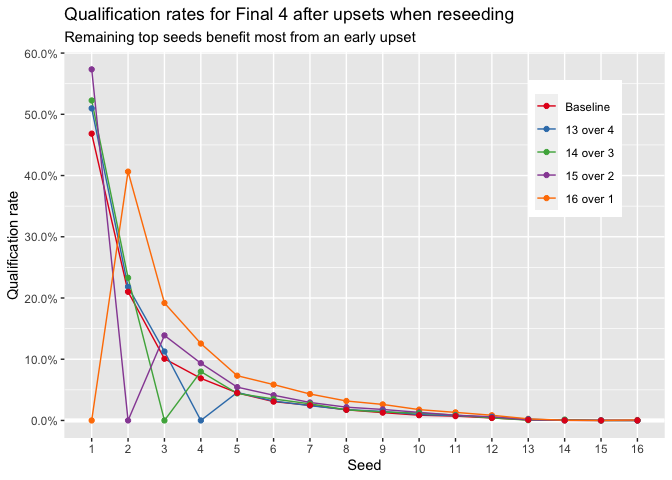 Qualification rates for Final 4 after upsets when reseeding
Remaining top seeds benefit most from an early upset
60.0%
50.0%
40.0%
30.0%
20.0%
10.0%
0.0%
Qualification rate
Baseline
13 over 4
14 over 3
15 over 2
16 over 1
1 2 3 4 5 6 7 8 9 10 11 12 13 14 15 16
Seed